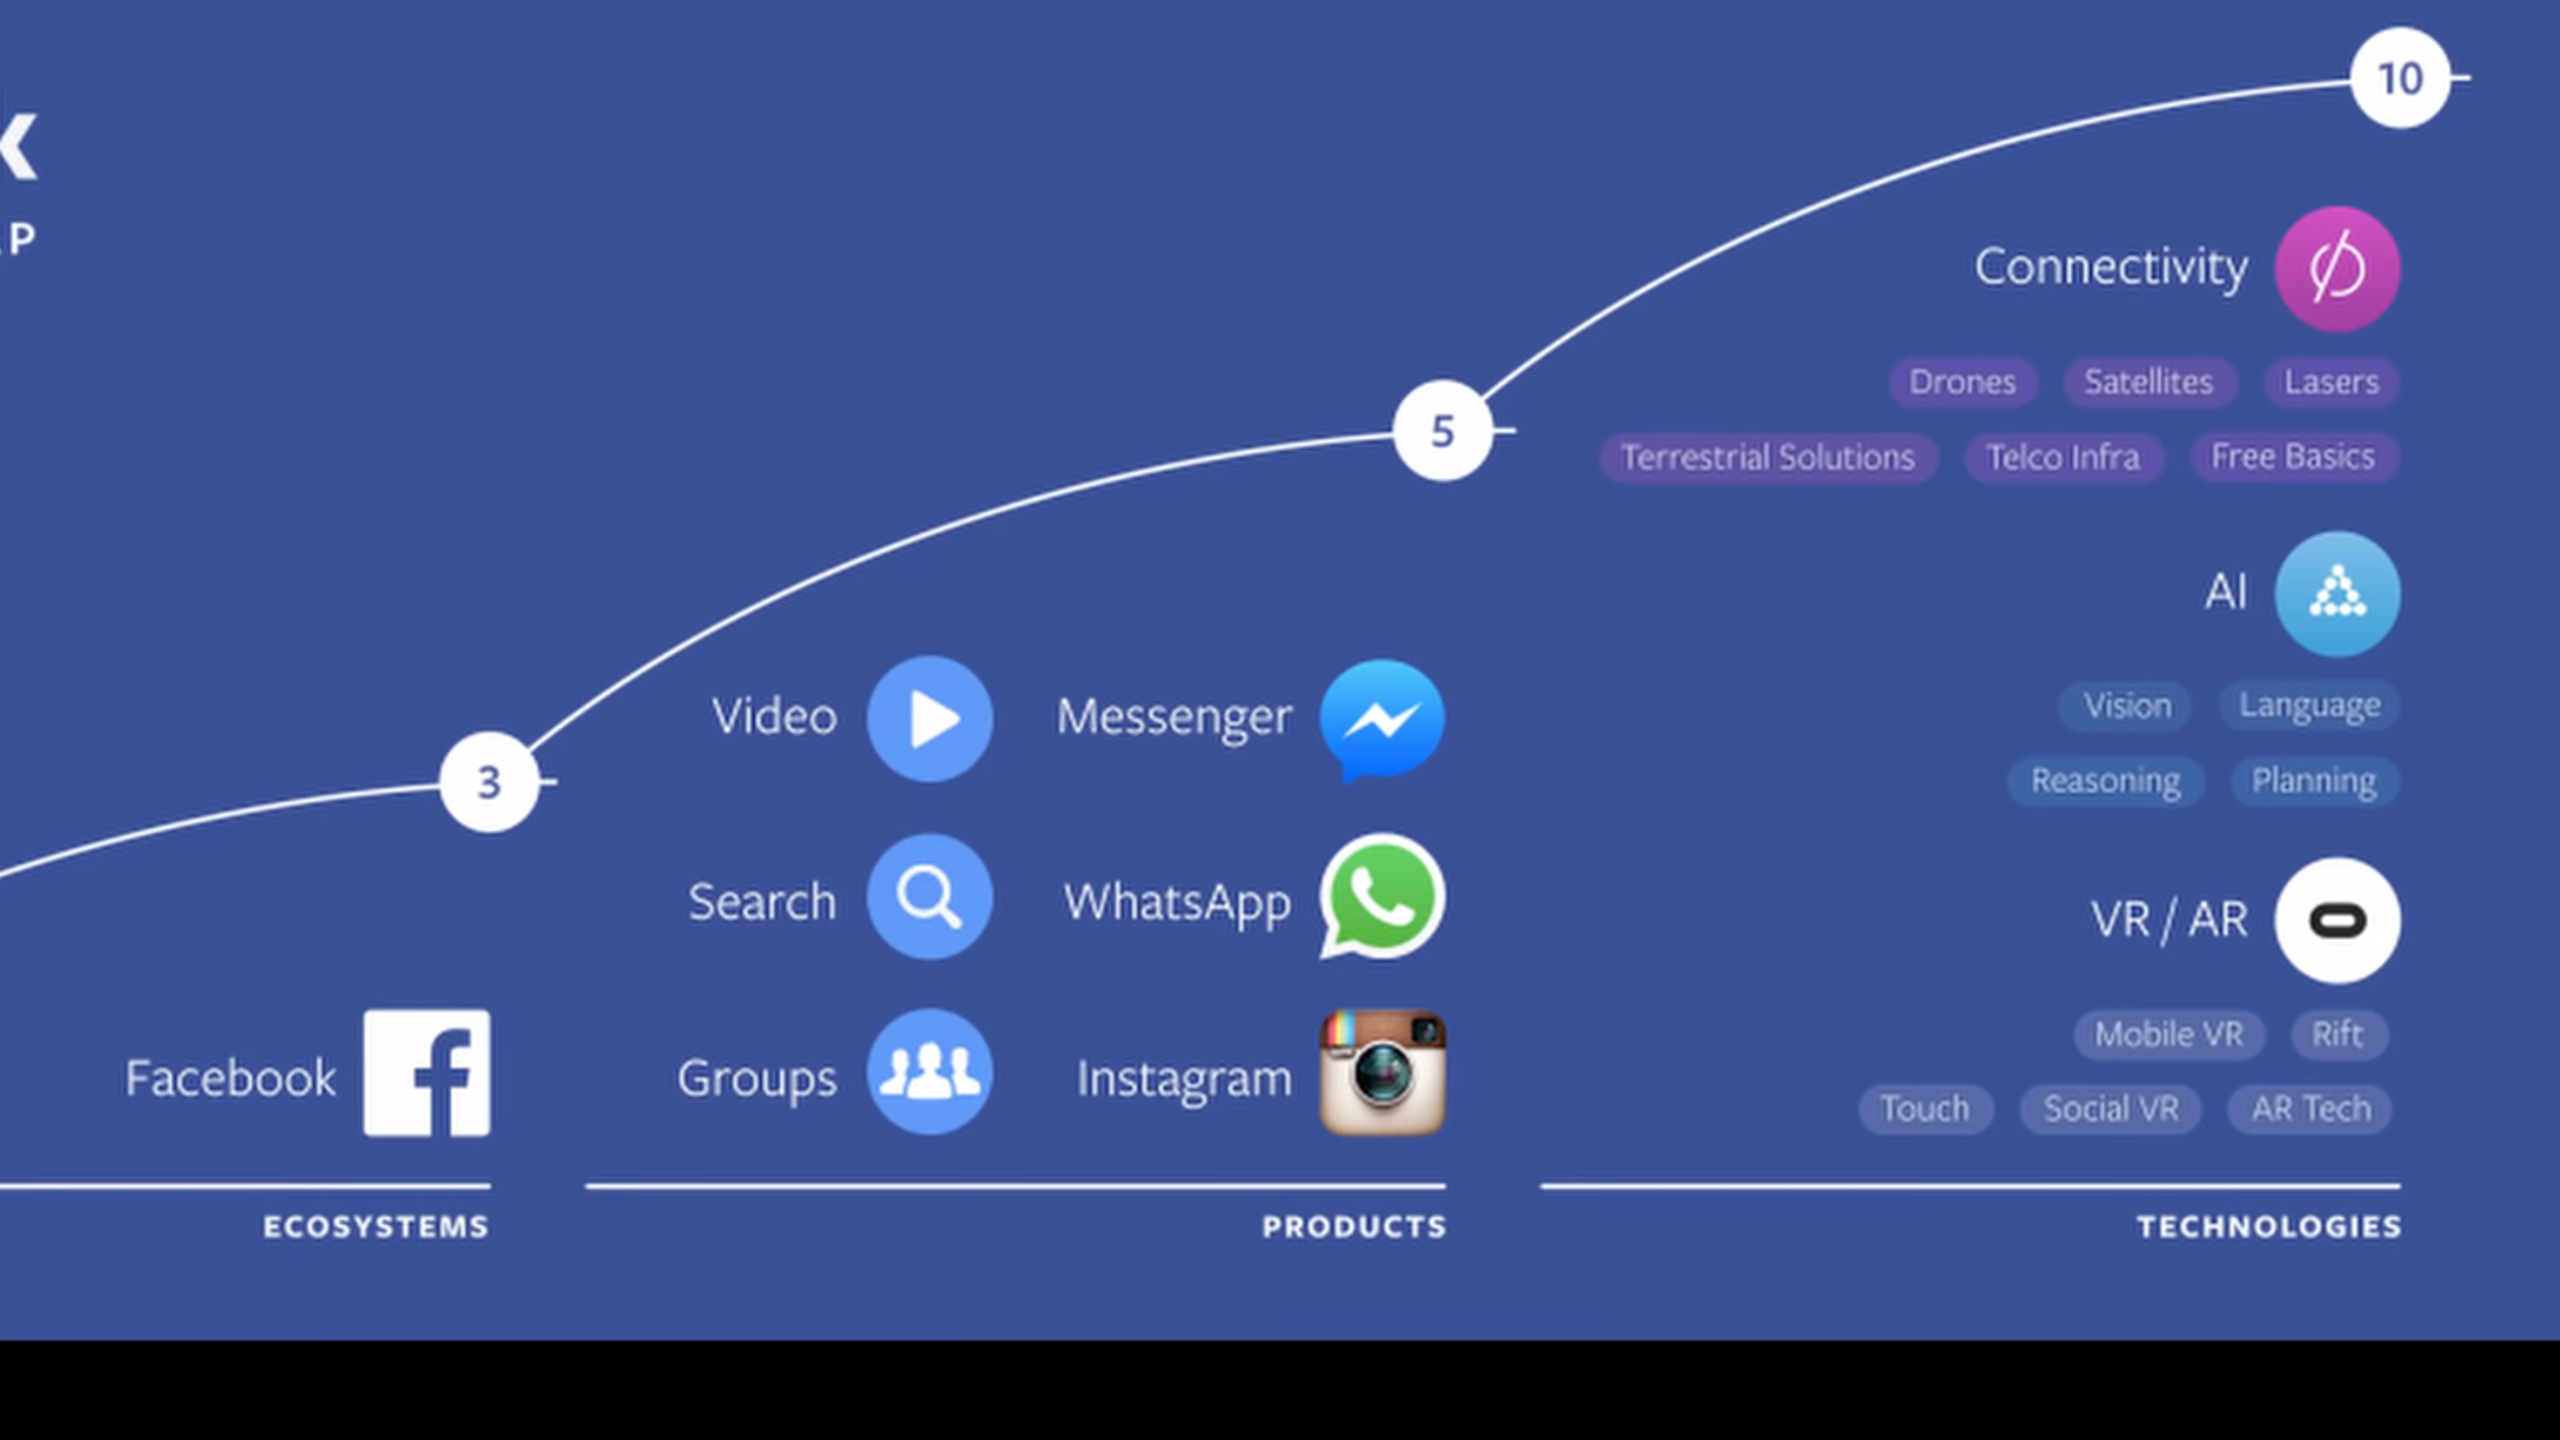 k
AP
10
5
3
Connectivity
Drones Satellites Lasers
Terrestrial Solutions Telco Infra Free Basics
AI
Vision Language
Reasoning Planning
VR / AR
Mobile VR Rift
Touch Social VR AR Tech
Video Messenger
Search WhatsApp
Groups Instagram
Facebook
ECOSYSTEMS
PRODUCTS
TECHNOLOGIES